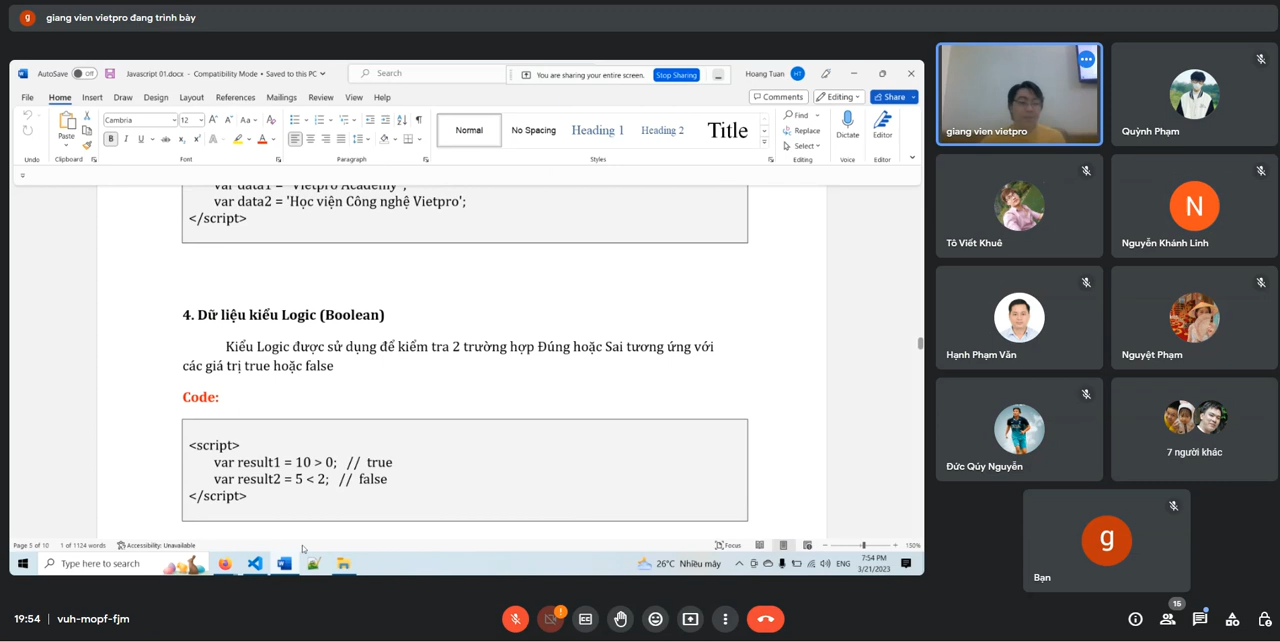 g
giang vien vietpro đang trình bày
AutoSave Off Javascript 01.docx - Compatibility Mode • Saved to this PC
Search
You are sharing your entire screen. Stop Sharing
Hoang Tuan HT
File Home Insert Draw Design Layout References Mailings Review View Help
Comments Editing Share
Paste
Cambria 12
Normal No Spacing Heading 1 Heading 2 Title
Find
Replace
Select
Dictate
Editor
Undo Clipboard Font Paragraph Styles Editing Voice Editor
var data1 = 'Vietpro Academy';
var data2 = 'Học viện Công nghệ Vietpro';
</script>
4. Dữ liệu kiểu Logic (Boolean)
Kiểu Logic được sử dụng để kiểm tra 2 trường hợp Đúng hoặc Sai tương ứng với
các giá trị true hoặc false
Code:
<script>
var result1 = 10 > 0; // true
var result2 = 5 < 2; // false
</script>
Page 5 of 10 1 of 1124 words Accessibility: Unavailable
Focus 150%
Type here to search
26°C Nhiều mây
ENG
7:54 PM
3/21/2023
giang vien vietpro
Quỳnh Phạm
Tô Viết Khuê
N
Nguyễn Khánh Linh
Hạnh Phạm Văn
Nguyệt Phạm
Đức Qúy Nguyễn
7 người khác
g
Bạn
19:54 vuh-mopf-fjm
15